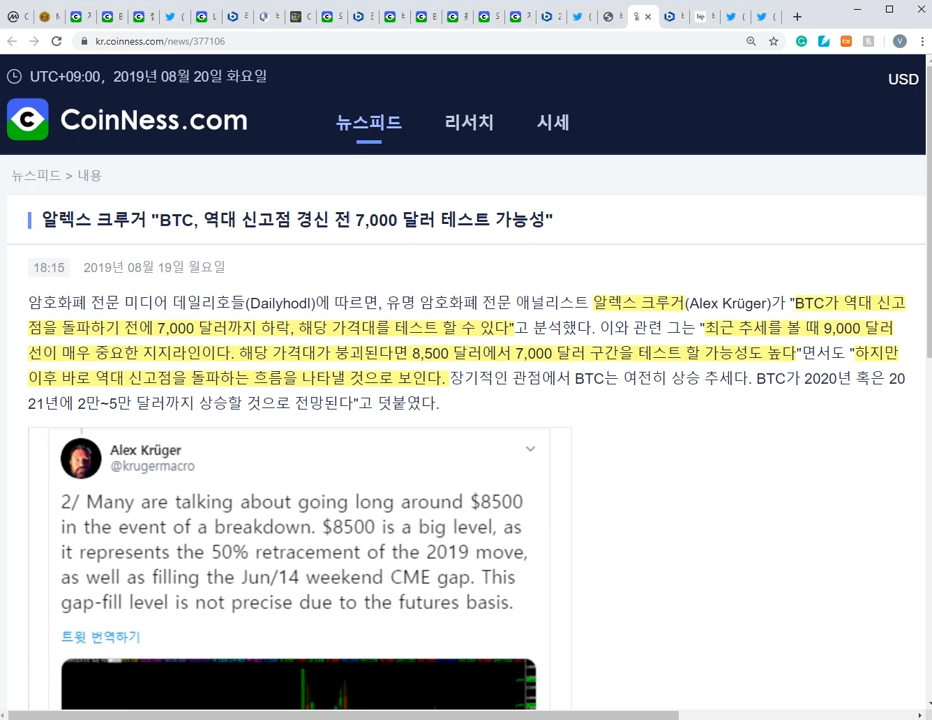 kr.coinness.com/news/377106
UTC+09:00, 2019년 08월 20일 화요일
USD
CoinNess.com
뉴스피드 리서치 시세
뉴스피드 > 내용
알렉스 크루거 "BTC, 역대 신고점 경신 전 7,000 달러 테스트 가능성"
18:15 2019년 08월 19일 월요일
암호화폐 전문 미디어 데일리호들(Dailyhodl)에 따르면, 유명 암호화폐 전문 애널리스트 알렉스 크루거(Alex Krüger)가 "BTC가 역대 신고
점을 돌파하기 전에 7,000 달러까지 하락, 해당 가격대를 테스트 할 수 있다"고 분석했다. 이와 관련 그는 "최근 추세를 볼 때 9,000 달러
선이 매우 중요한 지지라인이다. 해당 가격대가 붕괴된다면 8,500 달러에서 7,000 달러 구간을 테스트 할 가능성도 높다"면서도 "하지만
이후 바로 역대 신고점을 돌파하는 흐름을 나타낼 것으로 보인다. 장기적인 관점에서 BTC는 여전히 상승 추세다. BTC가 2020년 혹은 20
21년에 2만~5만 달러까지 상승할 것으로 전망된다"고 덧붙였다.
Alex Krüger
@krugermacro
2/ Many are talking about going long around $8500
in the event of a breakdown. $8500 is a big level, as
it represents the 50% retracement of the 2019 move,
as well as filling the Jun/14 weekend CME gap. This
gap-fill level is not precise due to the futures basis.
트윗 번역하기